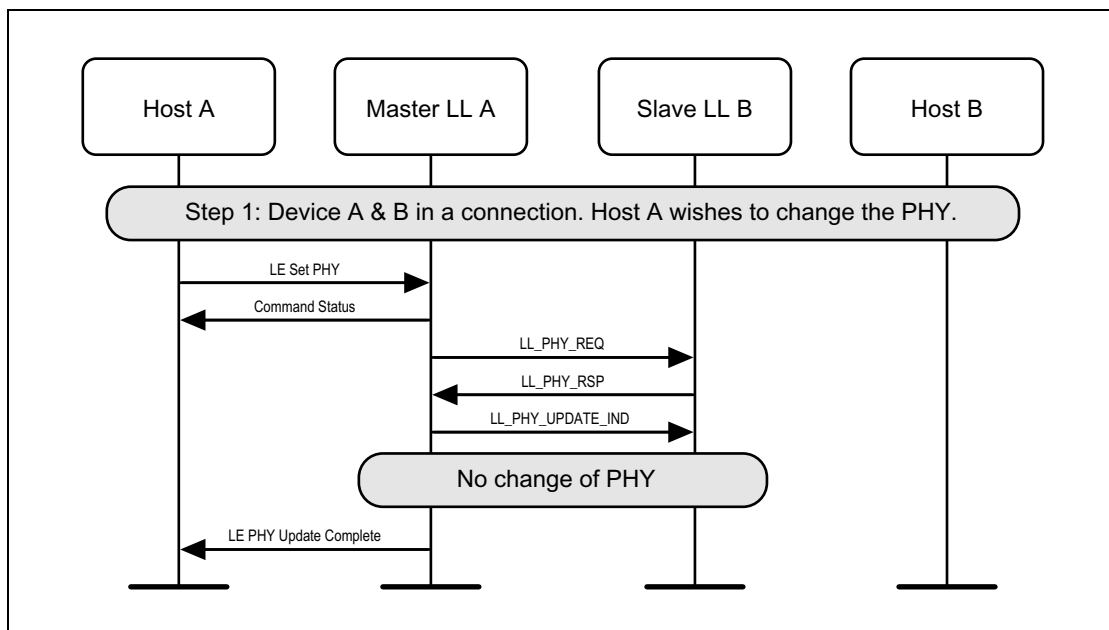 Host A
Master LL A
Slave LL B
Host B
Step 1: Device A & B in a connection. Host A wishes to change the PHY.
LE Set PHY
Command Status
LL_PHY_REQ
LL_PHY_RSP
LL_PHY_UPDATE_IND
No change of PHY
LE PHY Update Complete